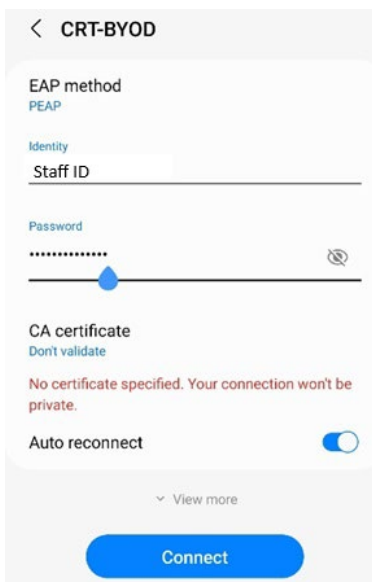 CRT-BYOD
EAP method
PEAP
Identity
Staff ID
Password
••••••••••••••
CA certificate
Don't validate
No certificate specified. Your connection won't be
private.
Auto reconnect
View more
Connect